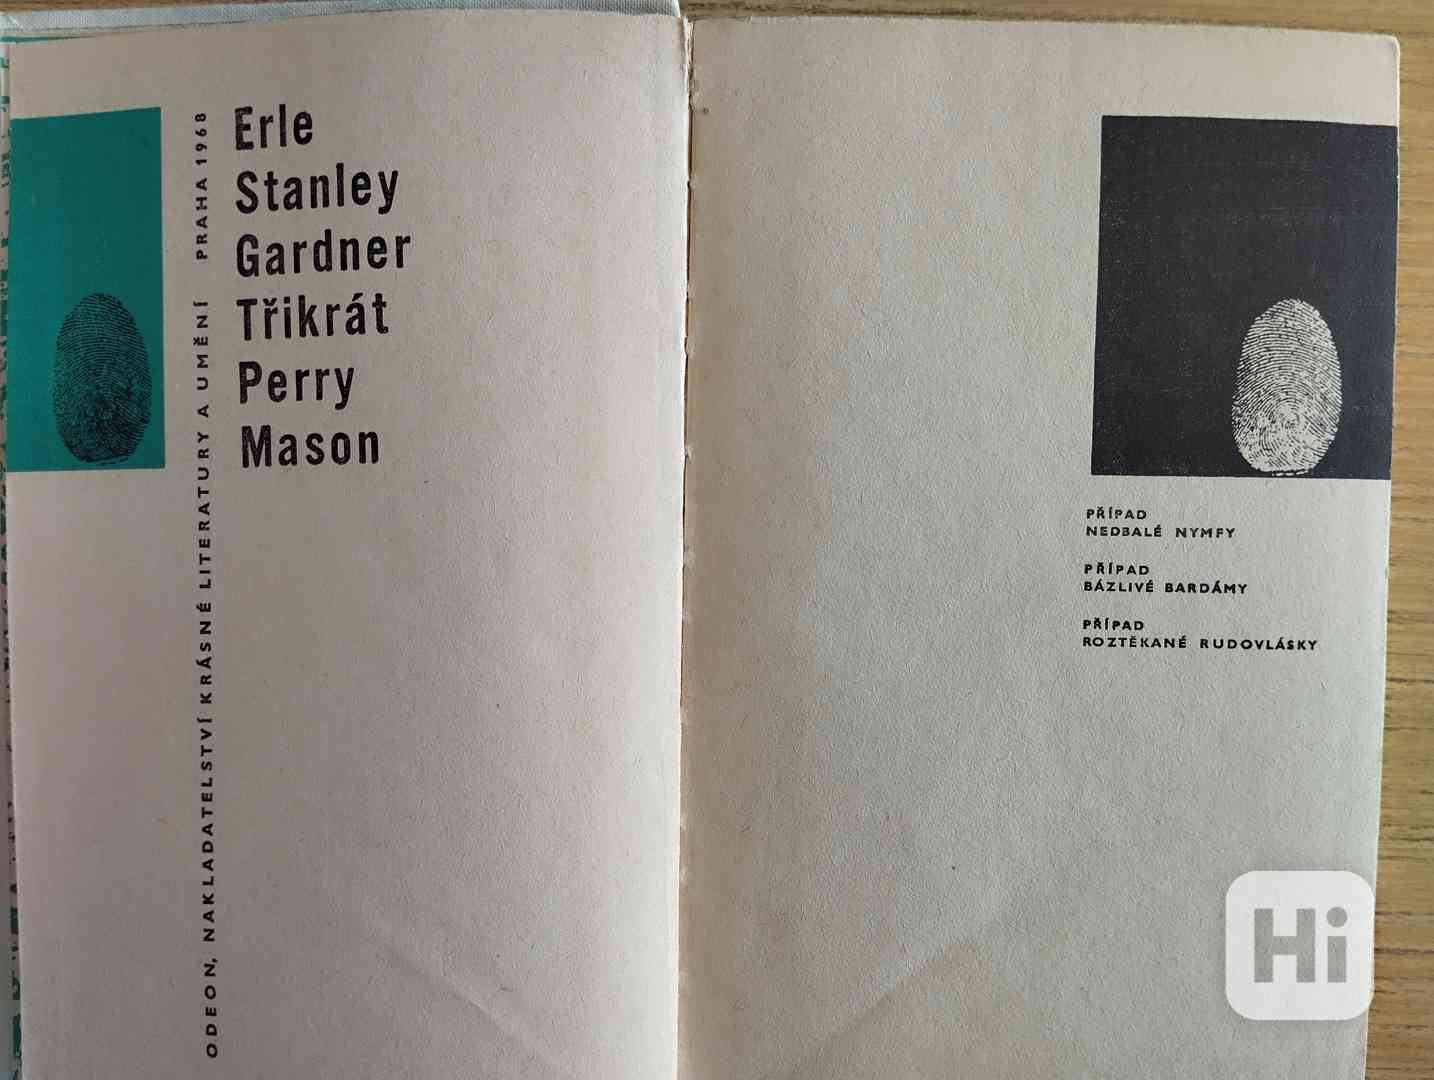 Erle
Stanley
Gardner
Třikrát
Perry
Mason
ODEON, NAKLADATELSTVÍ KRÁSNÉ LITERATURY A UMĚNÍ PRAHA 1968
PŘÍPAD
NEDBALÉ NYMFY
PŘÍPAD
BÁZLIVÉ BARDÁMY
PŘÍPAD
ROZTĚKANÉ RUDOVLÁSKY
Hi